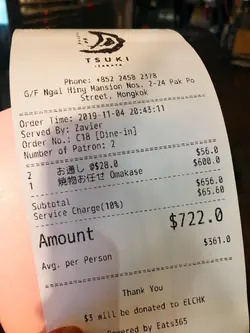 TSUKI
IZAKAYA
Phone: +852 2458 2378
G/F Ngai Hing Mansion Nos. 2-24 Pak Po
Street, Mongkok
Order Time: 2019-11-04 20:43:11
Served By: Zavier
Order No.: C18 [Dine-in]
Number of Patron: 2
2 お通し @$28.0 $56.0
1 焼物お任せ Omakase $600.0
Subtotal $656.0
Service Charge(10%) $65.60
Amount $722.0
Avg. per Person $361.0
Thank You
$3 will be donated to ELCHK
Powered by Eats365